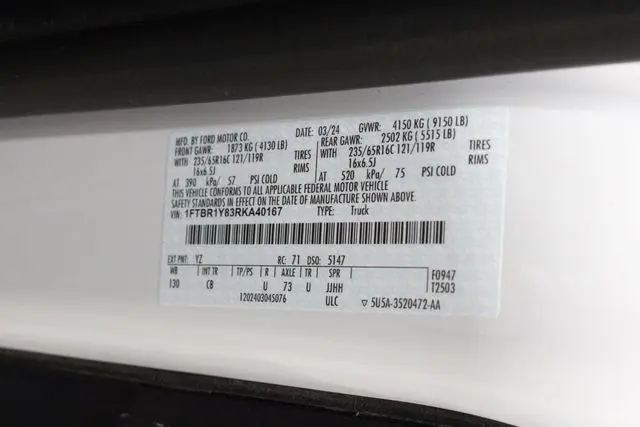 MFD. BY FORD MOTOR CO. DATE: 03/24 GVWR: 4150 KG ( 9150 LB)
FRONT GAWR: 1873 KG ( 4130 LB) REAR GAWR: 2502 KG ( 5515 LB)
WITH 235/65R16C 121/119R TIRES WITH 235/65R16C 121/119R TIRES
16x6.5J RIMS 16x6.5J RIMS
AT 390 kPa/ 57 PSI COLD AT 520 kPa/ 75 PSI COLD
THIS VEHICLE CONFORMS TO ALL APPLICABLE FEDERAL MOTOR VEHICLE
SAFETY STANDARDS IN EFFECT ON THE DATE OF MANUFACTURE SHOWN ABOVE.
VIN: 1FTBR1Y83RKA40167 TYPE: Truck
EXT PNT: YZ RC: 71 DSO: 5147
WB INT TR TP/PS R AXLE TR SPR F0947
130 CB U 73 U JJHH T2503
1202403045076 ULC ▽ 5U5A-3520472-AA